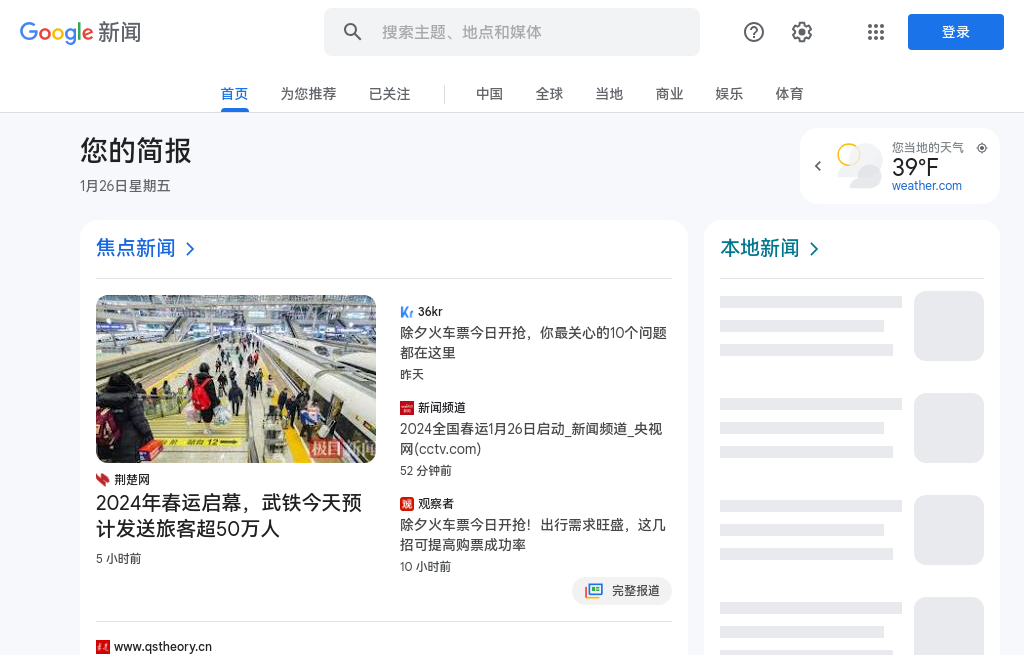 Google 新闻
搜索主题、地点和媒体
登录
首页
为您推荐
已关注
中国
全球
当地
商业
娱乐
体育
您的简报
1月26日星期五
您当地的天气
39°F
weather.com
焦点新闻
荆楚网
2024年春运启幕，武铁今天预
计发送旅客超50万人
5 小时前
极目新闻
36kr
除夕火车票今日开抢，你最关心的10个问题
都在这里
昨天
新闻频道
2024全国春运1月26日启动_新闻频道_央视
网(cctv.com)
52 分钟前
观察者
除夕火车票今日开抢！出行需求旺盛，这几
招可提高购票成功率
10 小时前
完整报道
www.qstheory.cn
本地新闻